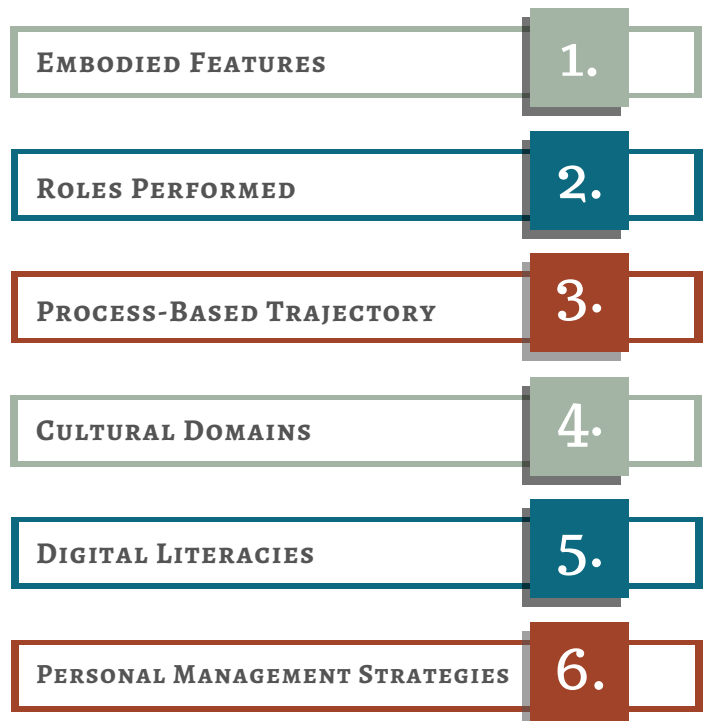 Embodied Features 1.
Roles Performed 2.
Process-Based Trajectory 3.
Cultural Domains 4.
Digital Literacies 5.
Personal Management Strategies 6.